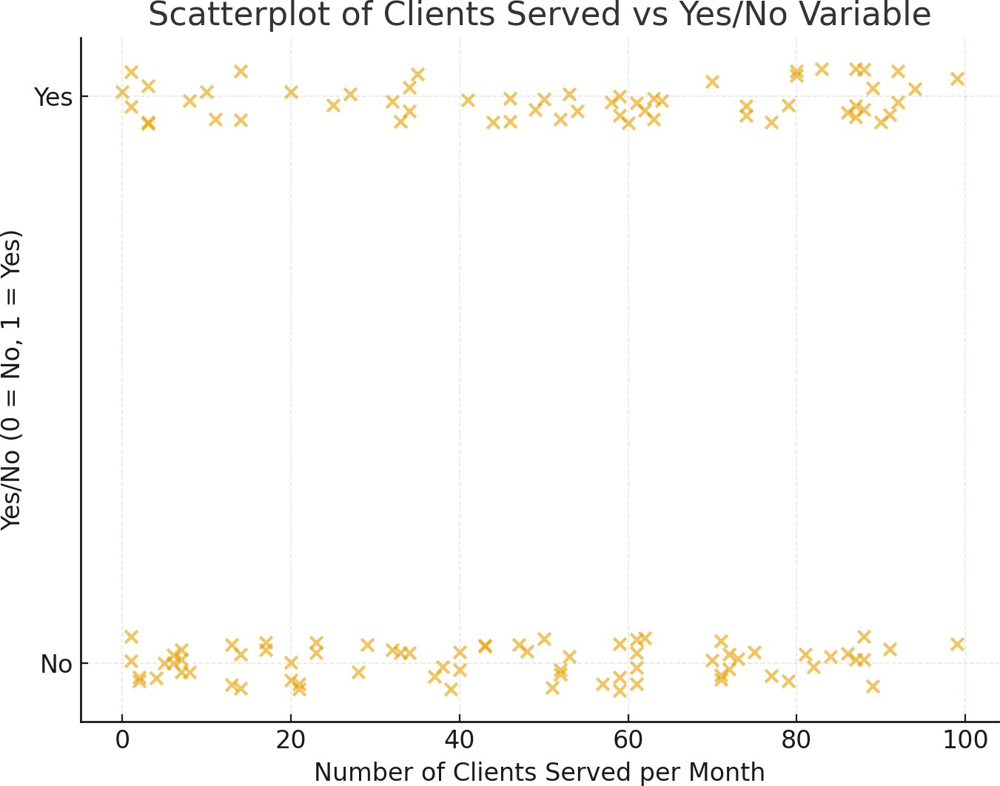 Scatterplot of Clients Served vs Yes/No Variable
Yes
No
Yes/No (0 = No, 1 = Yes)
0 20 40 60 80 100
Number of Clients Served per Month